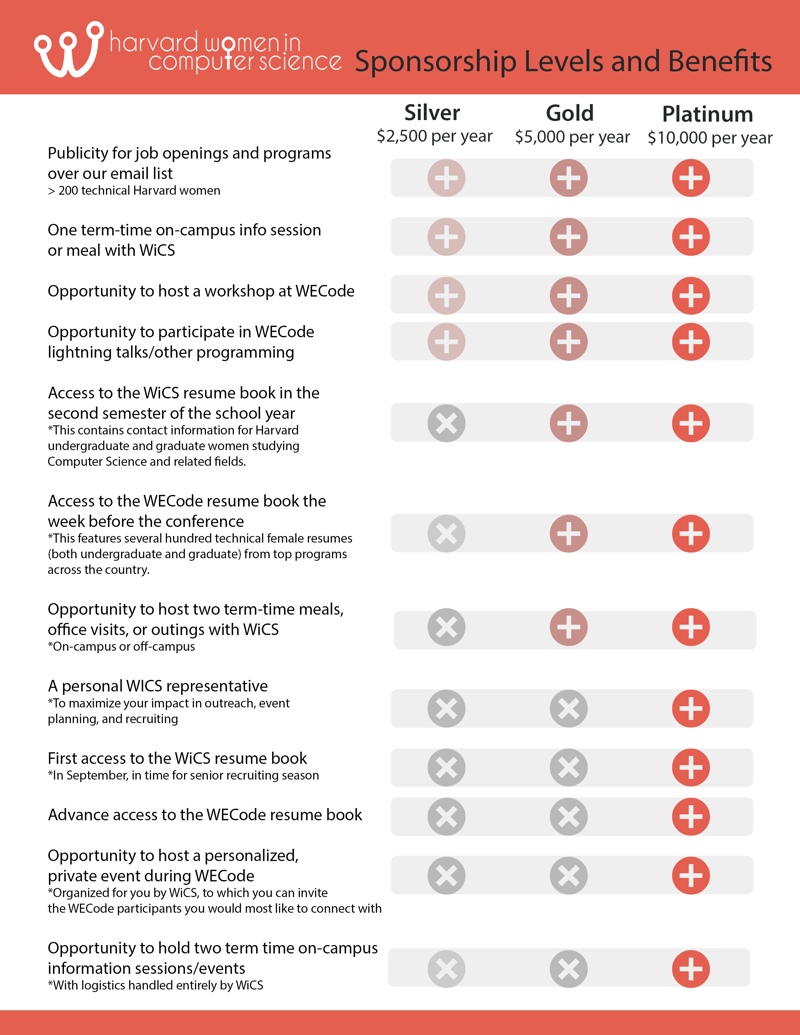 harvard women in
computer science
Sponsorship Levels and Benefits
Silver Gold Platinum
$2,500 per year $5,000 per year $10,000 per year
Publicity for job openings and programs
over our email list
> 200 technical Harvard women
One term-time on-campus info session
or meal with WiCS
Opportunity to host a workshop at WECode
Opportunity to participate in WECode
lightning talks/other programming
Access to the WiCS resume book in the
second semester of the school year
*This contains contact information for Harvard
undergraduate and graduate women studying
Computer Science and related fields.
Access to the WECode resume book the
week before the conference
*This features several hundred technical female resumes
(both undergraduate and graduate) from top programs
across the country.
Opportunity to host two term-time meals,
office visits, or outings with WiCS
*On-campus or off-campus
A personal WICS representative
*To maximize your impact in outreach, event
planning, and recruiting
First access to the WiCS resume book
*In September, in time for senior recruiting season
Advance access to the WECode resume book
Opportunity to host a personalized,
private event during WECode
*Organized for you by WiCS, to which you can invite
the WECode participants you would most like to connect with
Opportunity to hold two term time on-campus
information sessions/events
*With logistics handled entirely by WiCS